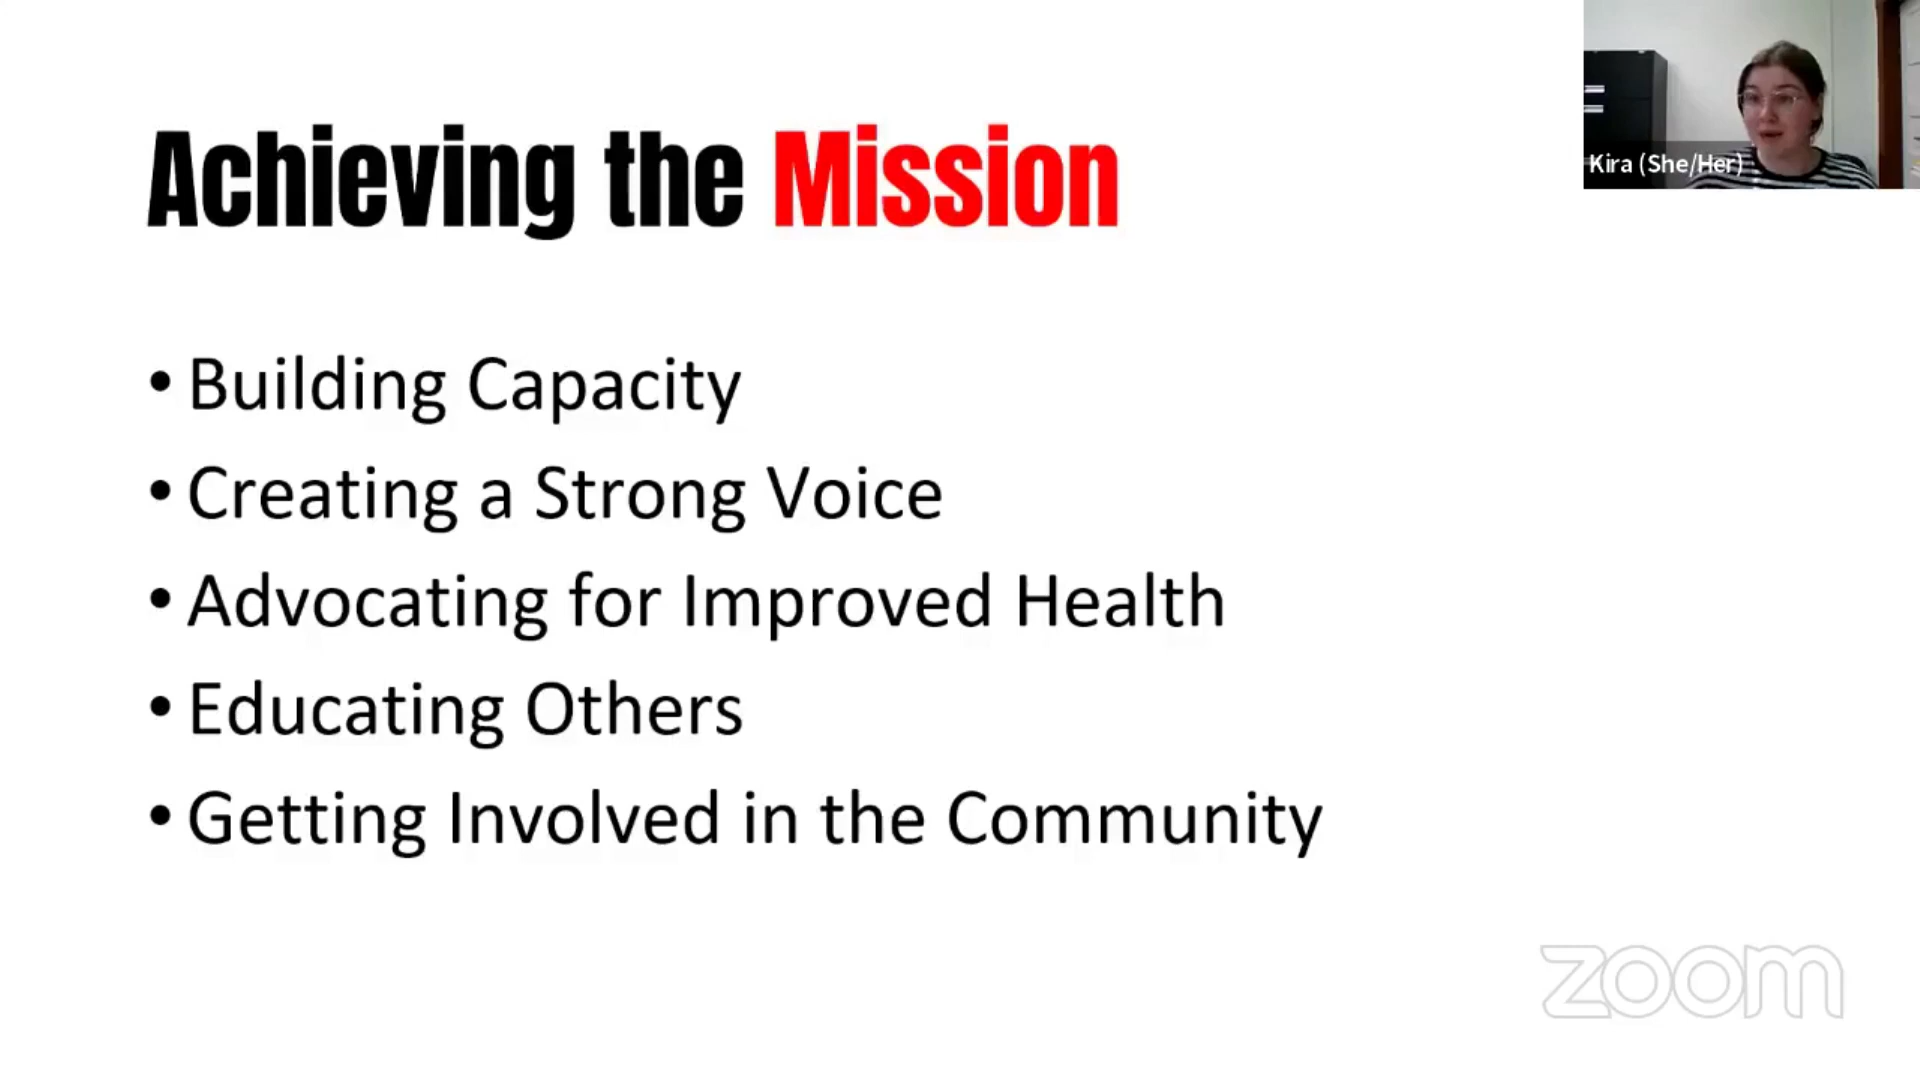 Achieving the Mission
Kira (She/Her)
• Building Capacity
• Creating a Strong Voice
• Advocating for Improved Health
• Educating Others
• Getting Involved in the Community
zoom